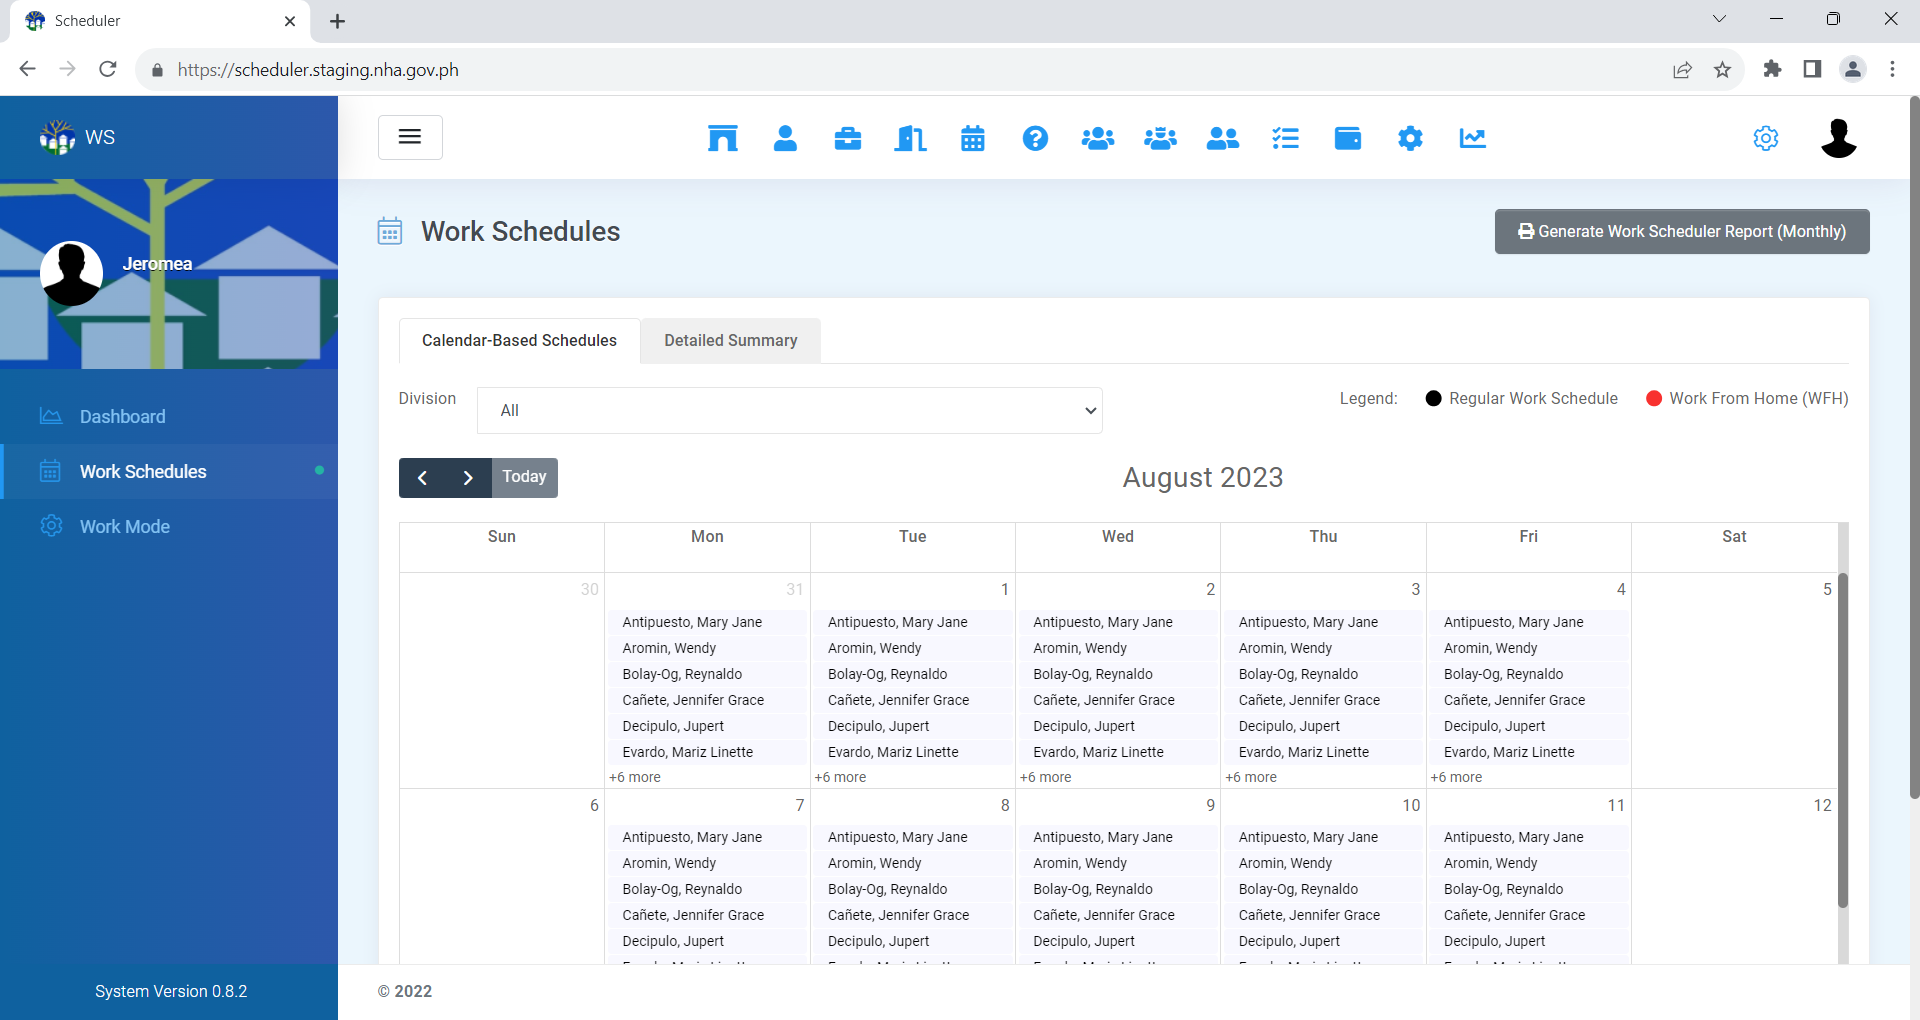 Scheduler
https://scheduler.staging.nha.gov.ph
WS
Jeromea
Dashboard
Work Schedules
Work Mode
System Version 0.8.2
Work Schedules
Generate Work Scheduler Report (Monthly)
Calendar-Based Schedules Detailed Summary
Division All Legend: Regular Work Schedule Work From Home (WFH)
Today August 2023
Sun Mon Tue Wed Thu Fri Sat
30 31 1 2 3 4 5
Antipuesto, Mary Jane Antipuesto, Mary Jane Antipuesto, Mary Jane Antipuesto, Mary Jane Antipuesto, Mary Jane
Aromin, Wendy Aromin, Wendy Aromin, Wendy Aromin, Wendy Aromin, Wendy
Bolay-Og, Reynaldo Bolay-Og, Reynaldo Bolay-Og, Reynaldo Bolay-Og, Reynaldo Bolay-Og, Reynaldo
Cañete, Jennifer Grace Cañete, Jennifer Grace Cañete, Jennifer Grace Cañete, Jennifer Grace Cañete, Jennifer Grace
Decipulo, Jupert Decipulo, Jupert Decipulo, Jupert Decipulo, Jupert Decipulo, Jupert
Evardo, Mariz Linette Evardo, Mariz Linette Evardo, Mariz Linette Evardo, Mariz Linette Evardo, Mariz Linette
+6 more +6 more +6 more +6 more +6 more
6 7 8 9 10 11 12
Antipuesto, Mary Jane Antipuesto, Mary Jane Antipuesto, Mary Jane Antipuesto, Mary Jane Antipuesto, Mary Jane
Aromin, Wendy Aromin, Wendy Aromin, Wendy Aromin, Wendy Aromin, Wendy
Bolay-Og, Reynaldo Bolay-Og, Reynaldo Bolay-Og, Reynaldo Bolay-Og, Reynaldo Bolay-Og, Reynaldo
Cañete, Jennifer Grace Cañete, Jennifer Grace Cañete, Jennifer Grace Cañete, Jennifer Grace Cañete, Jennifer Grace
Decipulo, Jupert Decipulo, Jupert Decipulo, Jupert Decipulo, Jupert Decipulo, Jupert
© 2022